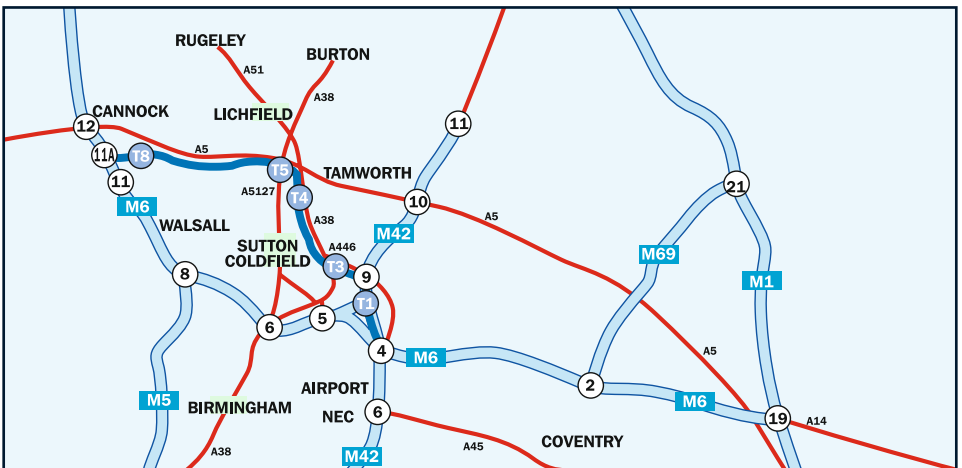 RUGELEY
BURTON
A51
A38
CANNOCK
LICHFIELD
12
11
11A
T8
A5
T5
TAMWORTH
11
A5127
T4
10
21
M6
A38
A5
WALSALL
M42
SUTTON
COLDFIELD
A446
M69
8
T3
9
M1
T1
6
5
4
M6
A5
2
AIRPORT
M5
M6
BIRMINGHAM
NEC
6
19
A14
A38
M42
A45
COVENTRY